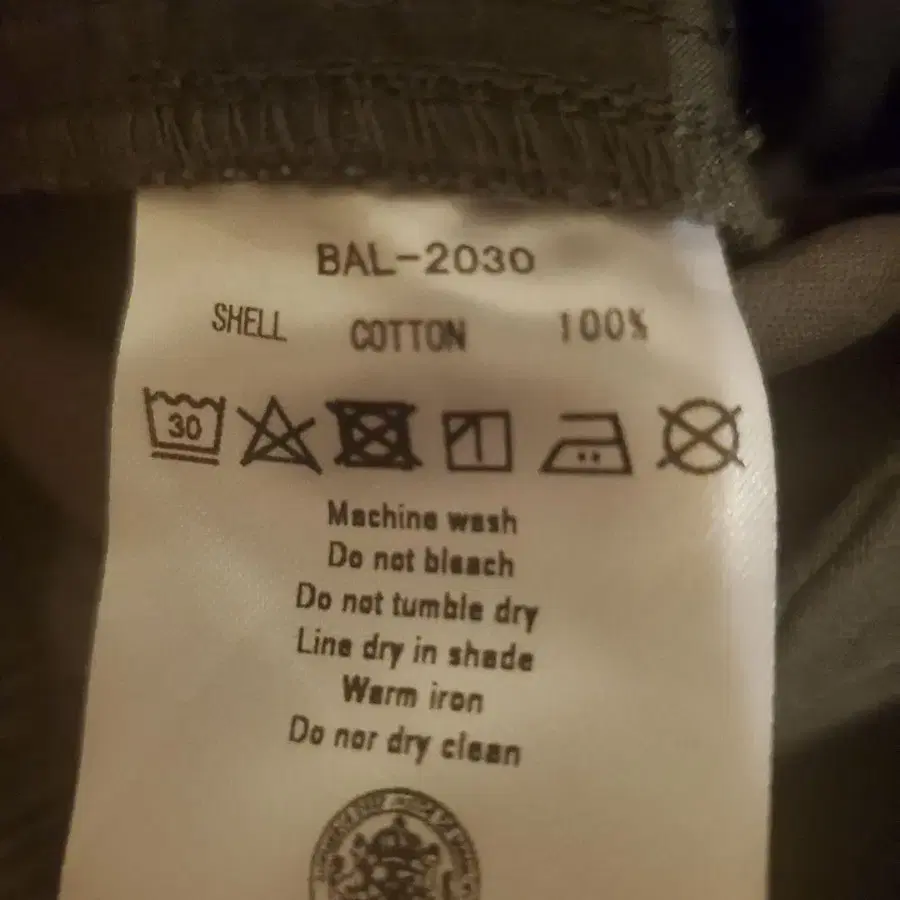 BAL-2030
SHELL COTTON 100%
30
Machine wash
Do not bleach
Do not tumble dry
Line dry in shade
Warm iron
Do nor dry clean